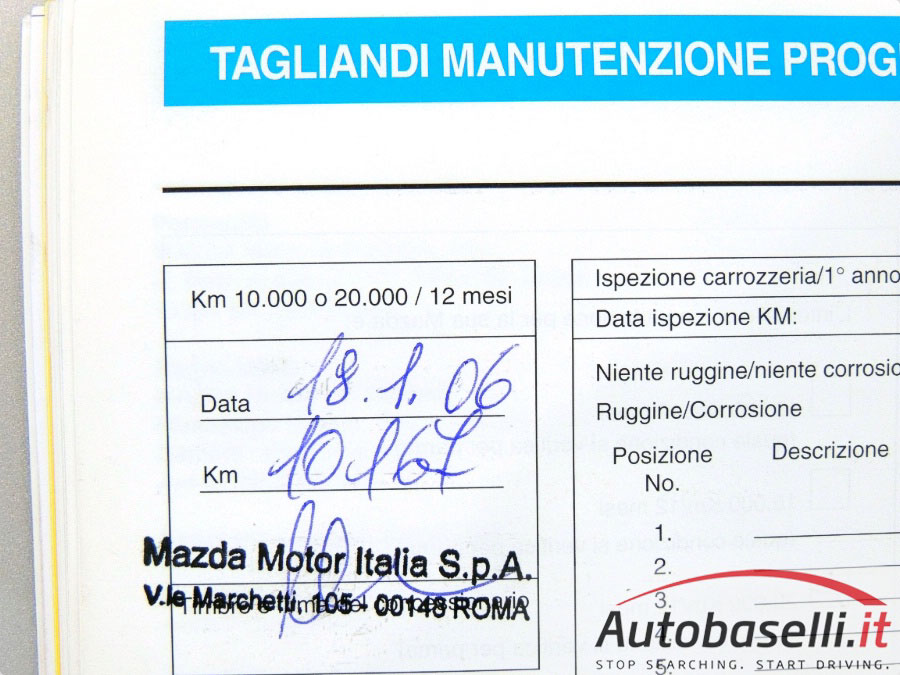 TAGLIANDI MANUTENZIONE PROG
Km 10.000 o 20.000 / 12 mesi
Data 18.1.06
Km 10167
Mazda Motor Italia S.p.A.
V.le Marchetti, 105 - 00148 ROMA
Ispezione carrozzeria/1° anno
Data ispezione KM:
Niente ruggine/niente corrosio
Ruggine/Corrosione
Posizione Descrizione
No.
1.
2.
3.
4.
5.
Autobaselli.it
STOP SEARCHING. START DRIVING.